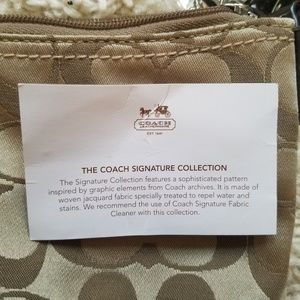 COACH
EST. 1941
THE COACH SIGNATURE COLLECTION
The Signature Collection features a sophisticated pattern
inspired by graphic elements from Coach archives. It is made of
woven jacquard fabric specially treated to repel water and
stains. We recommend the use of Coach Signature Fabric
Cleaner with this collection.